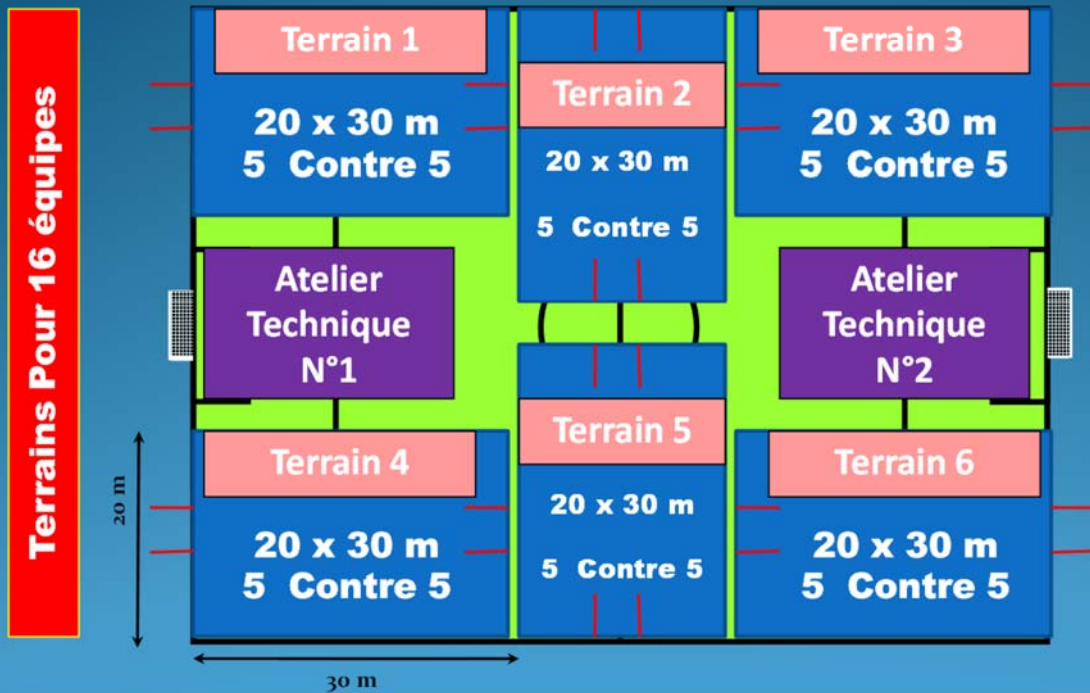 Terrains Pour 16 équipes
Terrain 1
20 x 30 m
5 Contre 5
Terrain 2
20 x 30 m
5 Contre 5
Terrain 3
20 x 30 m
5 Contre 5
Atelier
Technique
N°1
Atelier
Technique
N°2
Terrain 4
20 x 30 m
5 Contre 5
Terrain 5
20 x 30 m
5 Contre 5
Terrain 6
20 x 30 m
5 Contre 5
20 m
30 m